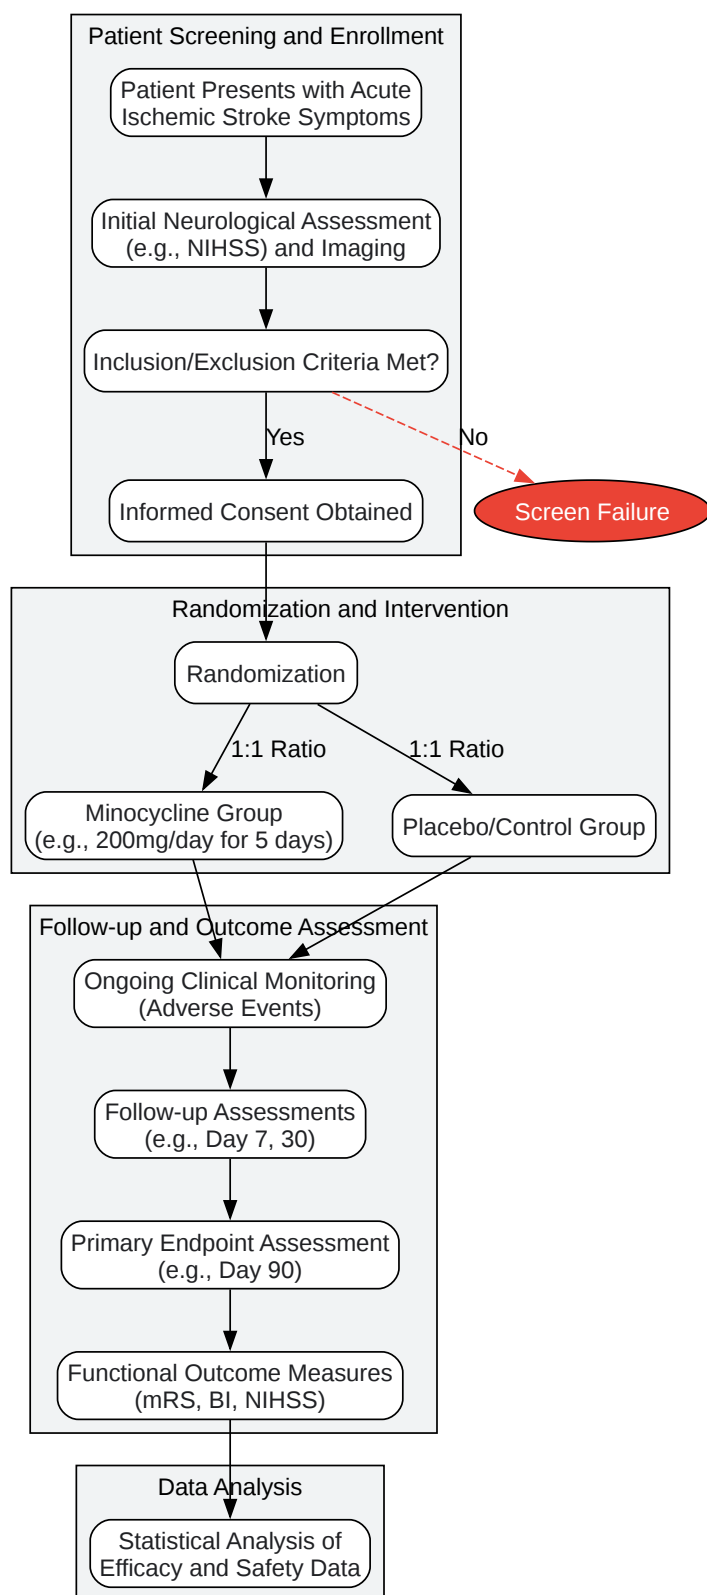 Patient Screening and Enrollment
Patient Presents with Acute
Ischemic Stroke Symptoms
Initial Neurological Assessment
(e.g., NIHSS) and Imaging
Inclusion/Exclusion Criteria Met?
Yes
No
Informed Consent Obtained
Screen Failure
Randomization and Intervention
Randomization
1:1 Ratio
1:1 Ratio
Minocycline Group
(e.g., 200mg/day for 5 days)
Placebo/Control Group
Follow-up and Outcome Assessment
Ongoing Clinical Monitoring
(Adverse Events)
Follow-up Assessments
(e.g., Day 7, 30)
Primary Endpoint Assessment
(e.g., Day 90)
Functional Outcome Measures
(mRS, BI, NIHSS)
Data Analysis
Statistical Analysis of
Efficacy and Safety Data